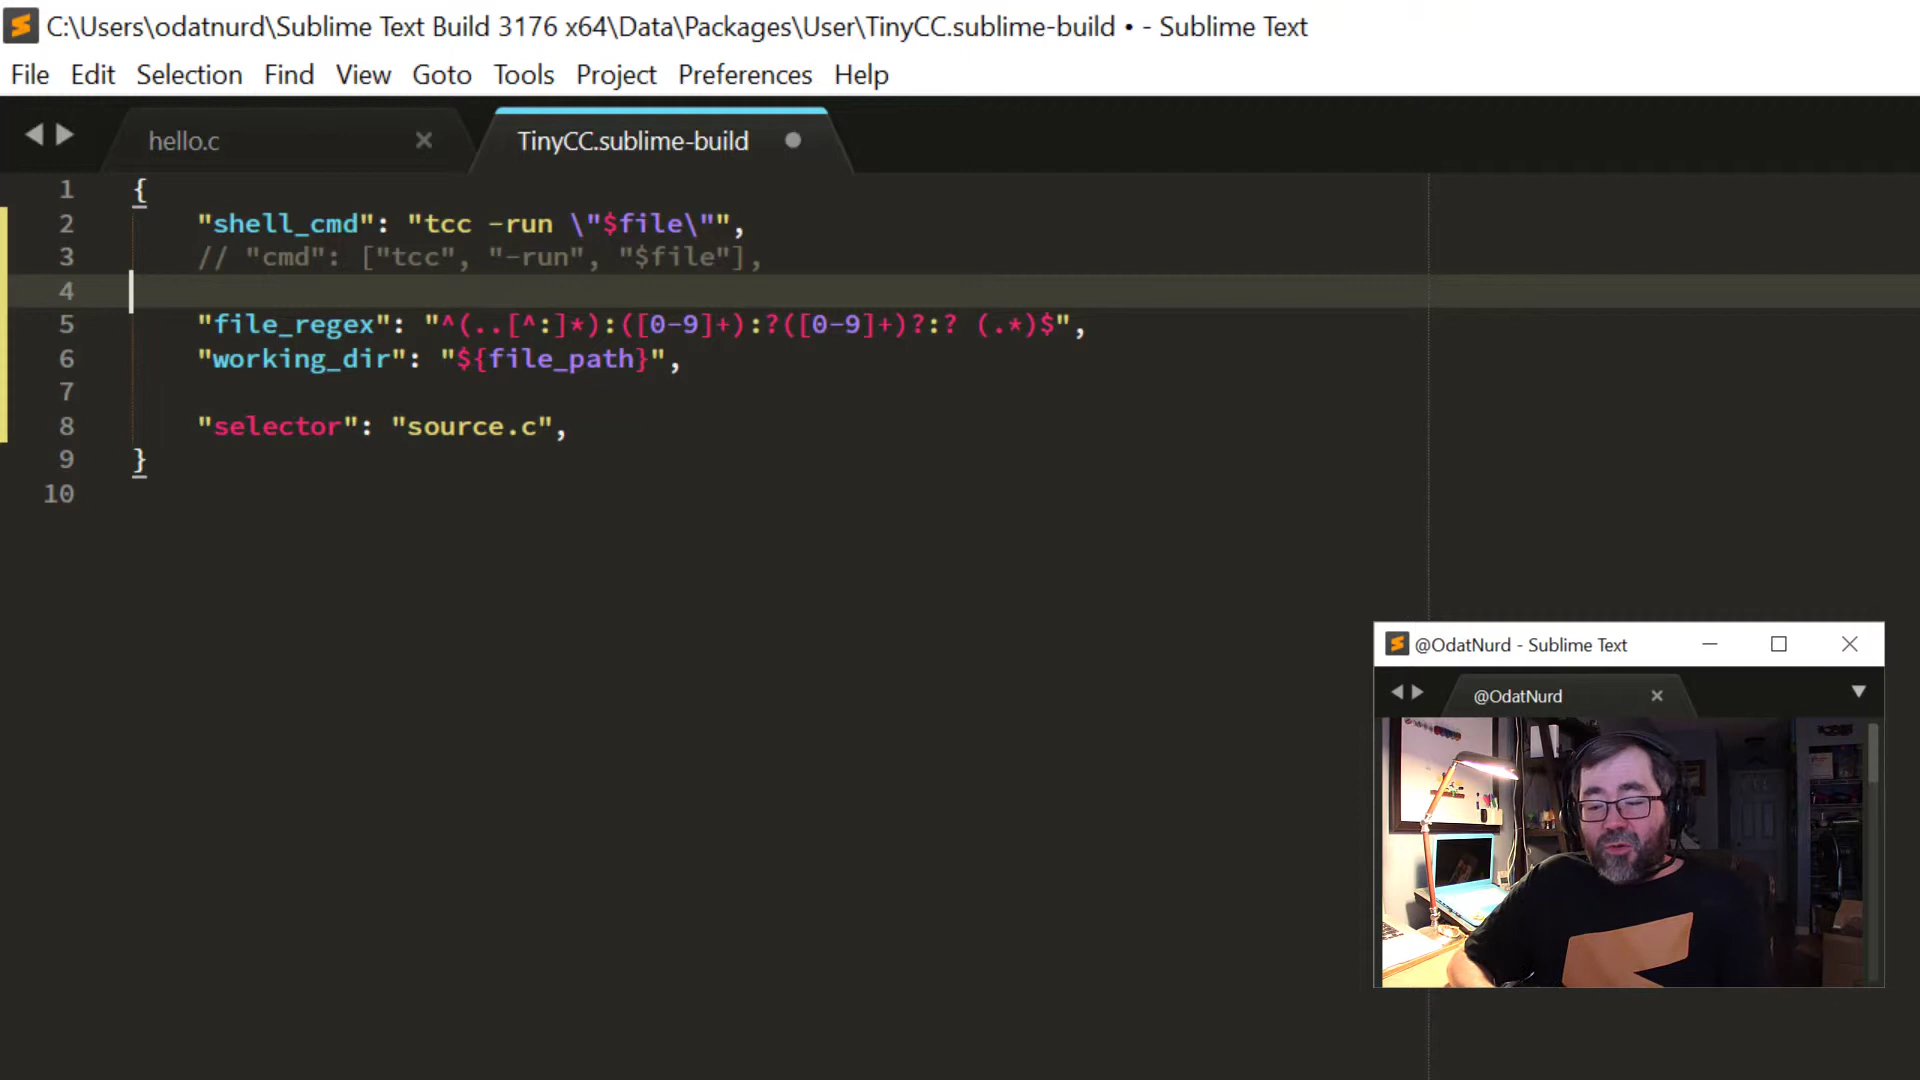 C:\Users\odatnurd\Sublime Text Build 3176 x64\Data\Packages\User\TinyCC.sublime-build • - Sublime Text
File Edit Selection Find View Goto Tools Project Preferences Help
hello.c
TinyCC.sublime-build
1 {
2 "shell_cmd": "tcc -run \"$file\"",
3 // "cmd": ["tcc", "-run", "$file"],
4
5 "file_regex": "^(..[^:]*):([0-9]+):?([0-9]+)?:? (.*)$",
6 "working_dir": "${file_path}",
7
8 "selector": "source.c",
9 }
10
@OdatNurd - Sublime Text
@OdatNurd